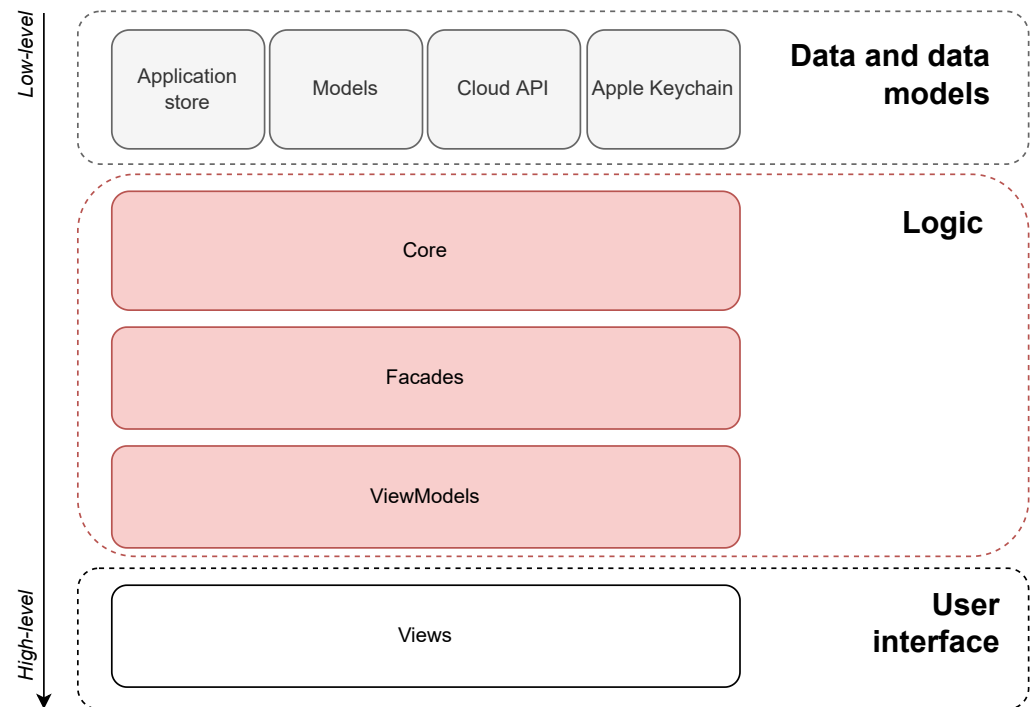 Low-level
Application
store
Models
Cloud API
Apple Keychain
Data and data
models
Core
Logic
Facades
ViewModels
High-level
Views
User
interface